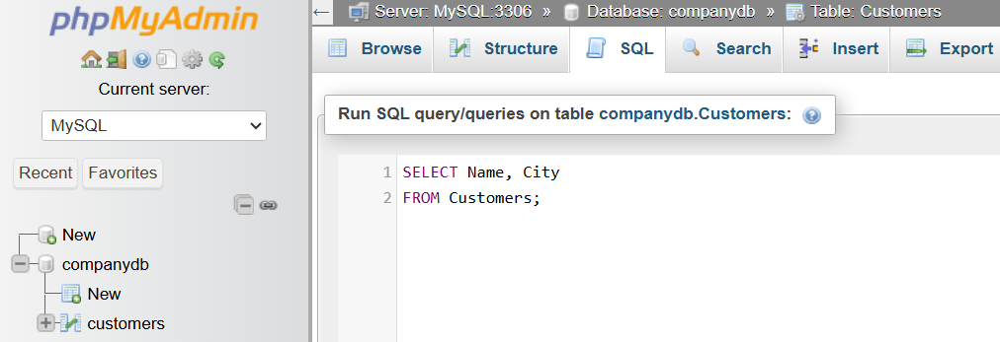 phpMyAdmin
Current server:
MySQL
Recent Favorites
New
companydb
New
customers
← Server: MySQL:3306 » Database: companydb » Table: Customers
Browse Structure SQL Search Insert Export
Run SQL query/queries on table companydb.Customers:
1 SELECT Name, City
2 FROM Customers;